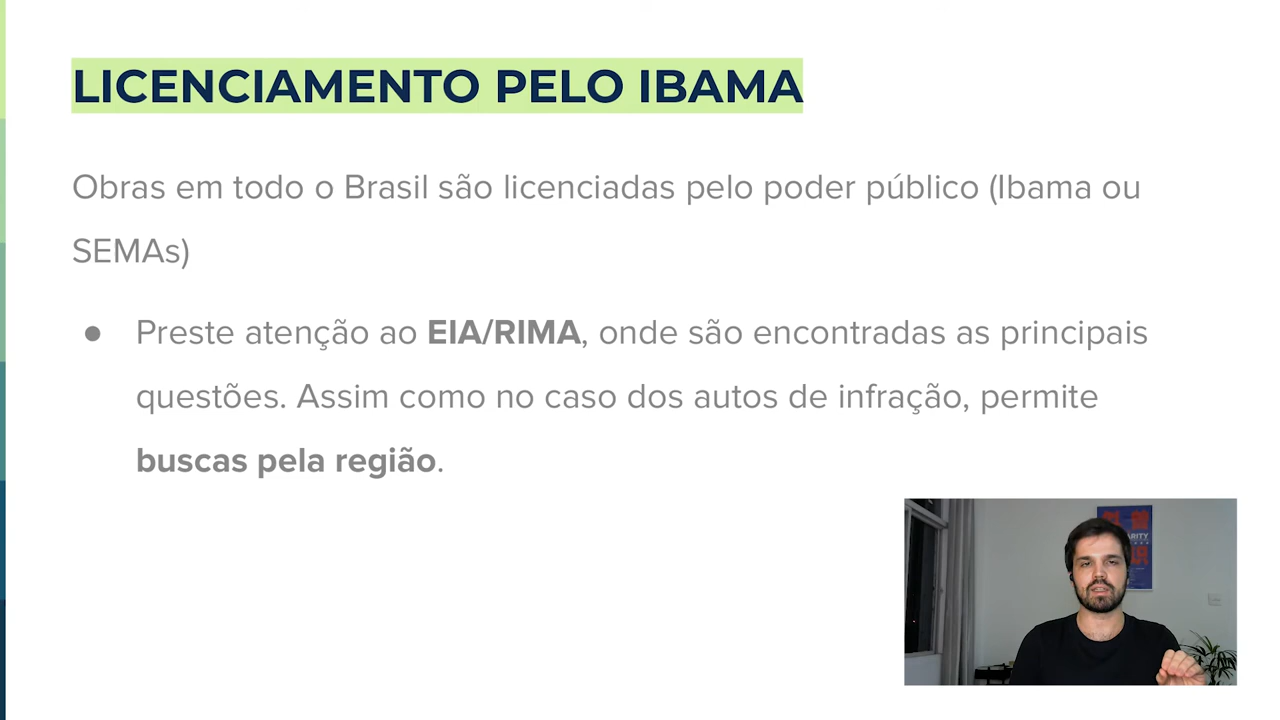 LICENCIAMENTO PELO IBAMA
Obras em todo o Brasil são licenciadas pelo poder público (Ibama ou
SEMAs)
● Preste atenção ao EIA/RIMA, onde são encontradas as principais
questões. Assim como no caso dos autos de infração, permite
buscas pela região.